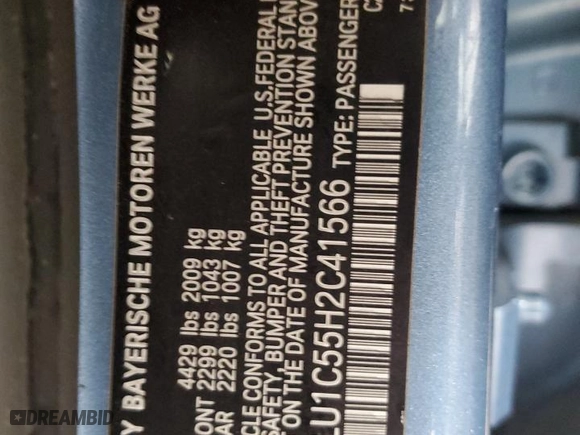 Y BAYERISCHE MOTOREN WERKE AG
4429 lbs 2009 kg
ONT 2299 lbs 1043 kg
AR 2220 lbs 1007 kg
CLE CONFORMS TO ALL APPLICABLE U.S. FEDERAL
SAFETY, BUMPER AND THEFT PREVENTION STAN
ON THE DATE OF MANUFACTURE SHOWN ABOV
U1C55H2C41566 TYPE: PASSENGER
DREAMBID